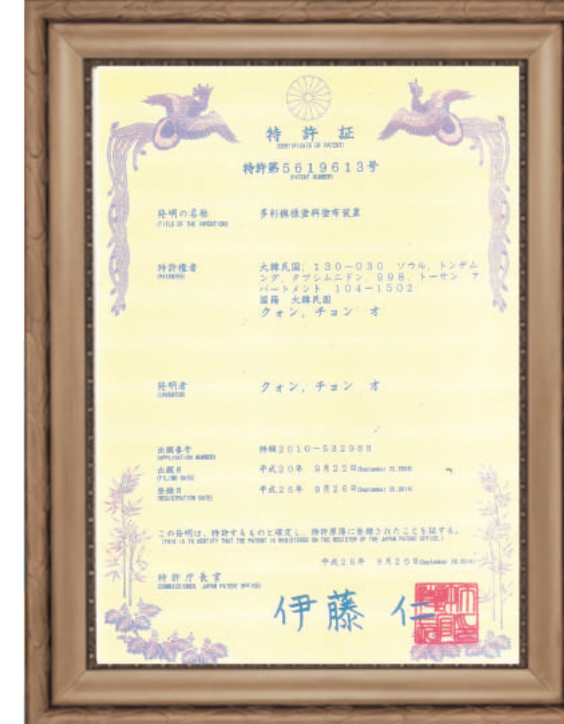 特許証
(CERTIFICATE OF PATENT)
特許第5619613号
(PATENT NUMBER)
発明の名称 多彩模様塗料塗布装置
(TITLE OF THE INVENTION)
特許権者 大韓民国, 130-030 ソウル, トンデム
(PATENTEE) ング, タプシムニドン 998, トーサン ア
パートメント 104-1502
国籍 大韓民国
クォン, チョン オ
発明者 クォン, チョン オ
(INVENTOR)
出願番号 特願2010-532983
(APPLICATION NUMBER)
出願日 平成20年 9月22日(September 22,2008)
(FILING DATE)
登録日 平成26年 9月26日(September 26,2014)
(REGISTRATION DATE)
この発明は、特許するものと確定し、特許原簿に登録されたことを証する。
(THIS IS TO CERTIFY THAT THE PATENT IS REGISTERED ON THE REGISTER OF THE JAPAN PATENT OFFICE.)
平成26年 9月26日(September 26,2014)
特許庁長官
(COMMISSIONER, JAPAN PATENT OFFICE)
伊藤 仁